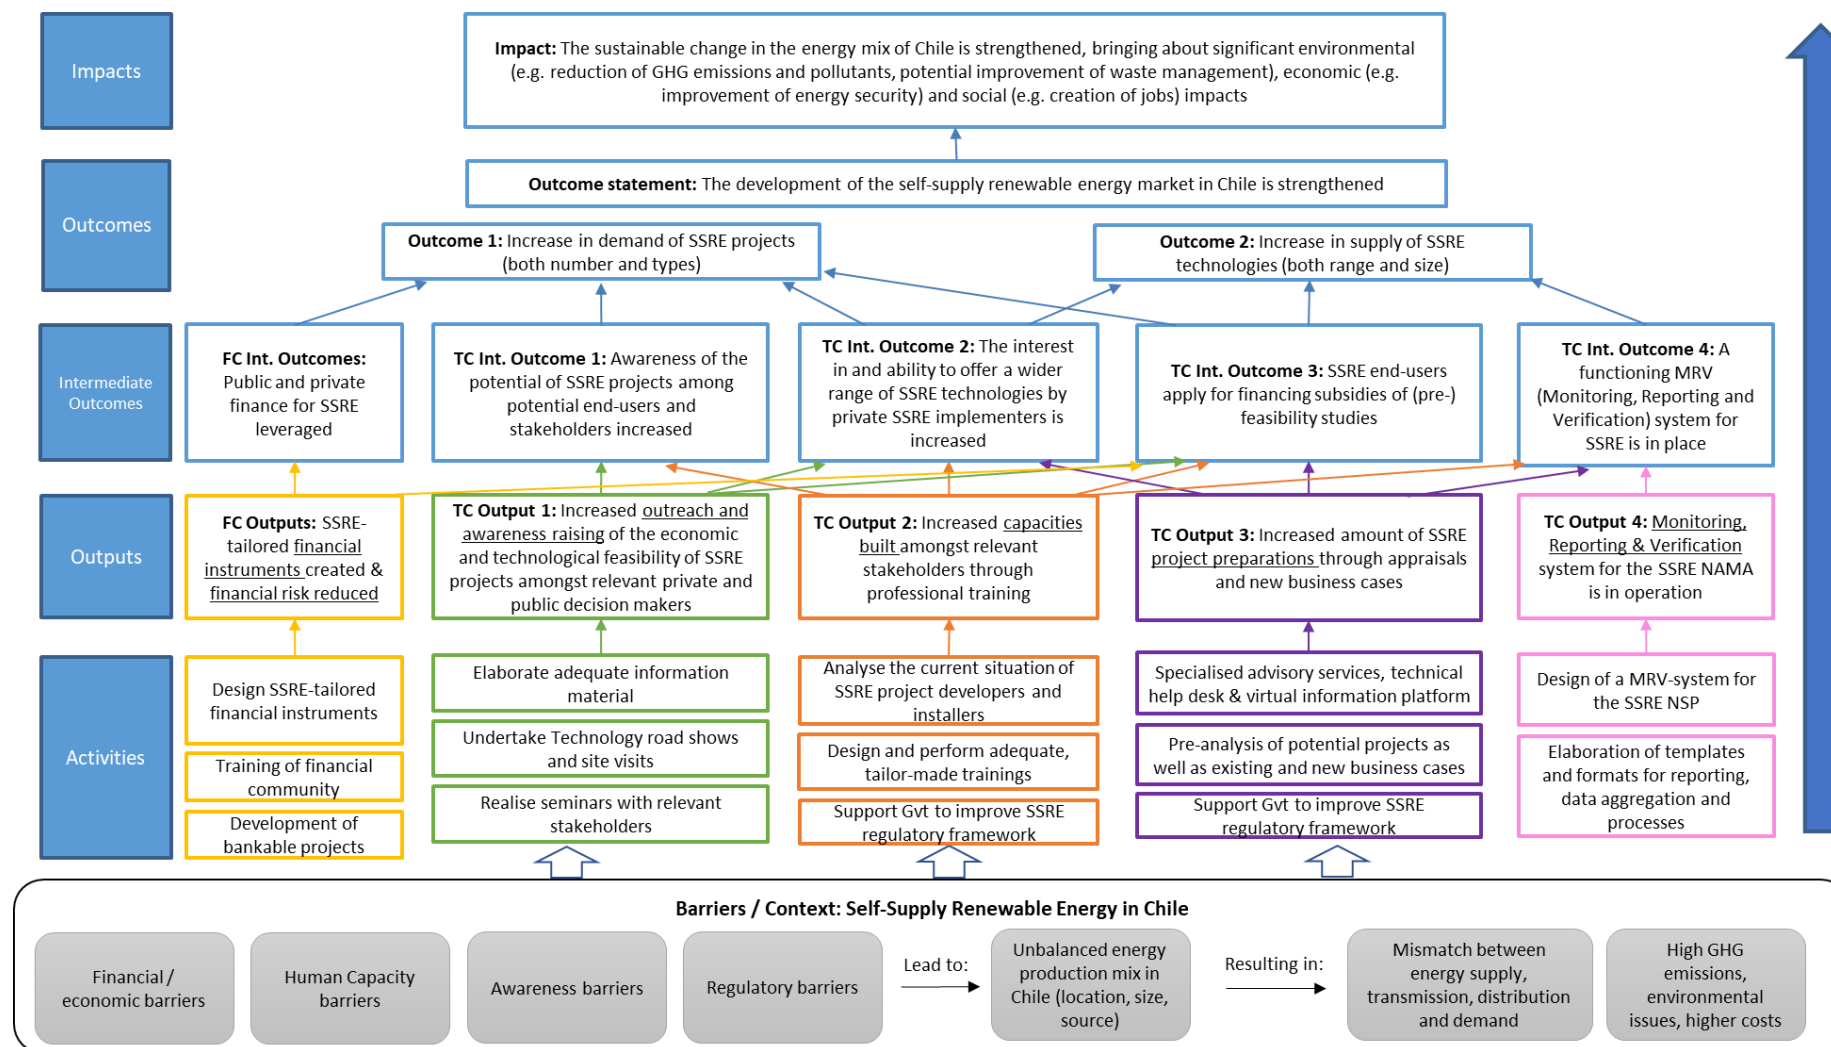 Impacts
Impact: The sustainable change in the energy mix of Chile is strengthened, bringing about significant environmental
(e.g. reduction of GHG emissions and pollutants, potential improvement of waste management), economic (e.g.
improvement of energy security) and social (e.g. creation of jobs) impacts
Outcomes
Outcome statement: The development of the self-supply renewable energy market in Chile is strengthened
Outcome 1: Increase in demand of SSRE projects
(both number and types)
Outcome 2: Increase in supply of SSRE
technologies (both range and size)
Intermediate
Outcomes
FC Int. Outcomes:
Public and private
finance for SSRE
leveraged
TC Int. Outcome 1: Awareness of the
potential of SSRE projects among
potential end-users and
stakeholders increased
TC Int. Outcome 2: The interest
in and ability to offer a wider
range of SSRE technologies by
private SSRE implementers is
increased
TC Int. Outcome 3: SSRE end-users
apply for financing subsidies of (pre-)
feasibility studies
TC Int. Outcome 4: A
functioning MRV
(Monitoring, Reporting and
Verification) system for
SSRE is in place
Outputs
FC Outputs: SSRE-
tailored financial
instruments created &
financial risk reduced
TC Output 1: Increased outreach and
awareness raising of the economic
and technological feasibility of SSRE
projects amongst relevant private and
public decision makers
TC Output 2: Increased capacities
built amongst relevant
stakeholders through
professional training
TC Output 3: Increased amount of SSRE
project preparations through appraisals
and new business cases
TC Output 4: Monitoring,
Reporting & Verification
system for the SSRE NAMA
is in operation
Activities
Design SSRE-tailored
financial instruments
Training of financial
community
Development of
bankable projects
Elaborate adequate information
material
Undertake Technology road shows
and site visits
Realise seminars with relevant
stakeholders
Analyse the current situation of
SSRE project developers and
installers
Design and perform adequate,
tailor-made trainings
Support Gvt to improve SSRE
regulatory framework
Specialised advisory services, technical
help desk & virtual information platform
Pre-analysis of potential projects as
well as existing and new business cases
Support Gvt to improve SSRE
regulatory framework
Design of a MRV-system for
the SSRE NSP
Elaboration of templates
and formats for reporting,
data aggregation and
processes
Barriers / Context: Self-Supply Renewable Energy in Chile
Financial /
economic barriers
Human Capacity
barriers
Awareness barriers
Regulatory barriers
Lead to:
Unbalanced energy
production mix in
Chile (location, size,
source)
Resulting in:
Mismatch between
energy supply,
transmission, distribution
and demand
High GHG
emissions,
environmental
issues, higher costs